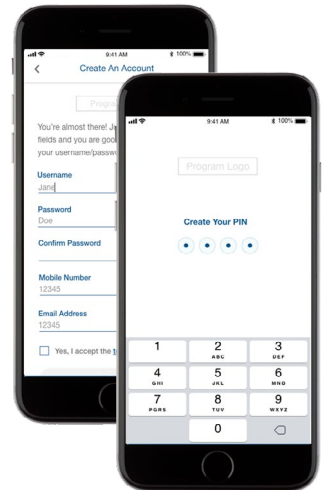 9:41 AM
100%
Create An Account
You're almost there!
fields and you are
your
Username
Jane
Password
Doe
Confirm Password
Mobile Number
12345
Email Address
12345
Yes, I accept the
9:41 AM
100%
Program Logo
Create Your PIN
1
2
ABC
3
DEF
4
GHI
5
JKL
6
MNO
7
PQRS
8
TUV
9
WXYZ
0